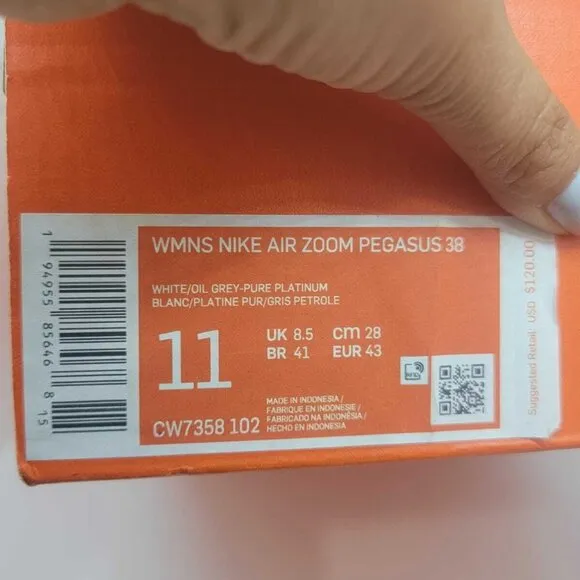 WMNS NIKE AIR ZOOM PEGASUS 38
WHITE/OIL GREY-PURE PLATINUM
BLANC/PLATINE PUR/GRIS PETROLE
11
UK 8.5 CM 28
BR 41 EUR 43
CW7358 102
MADE IN INDONESIA/
FABRIQUE EN INDONESIE/
FABRICADO NA INDONÉSIA/
HECHO EN INDONESIA
1 94955 85646 8 15
Suggested Retail USD $120.00